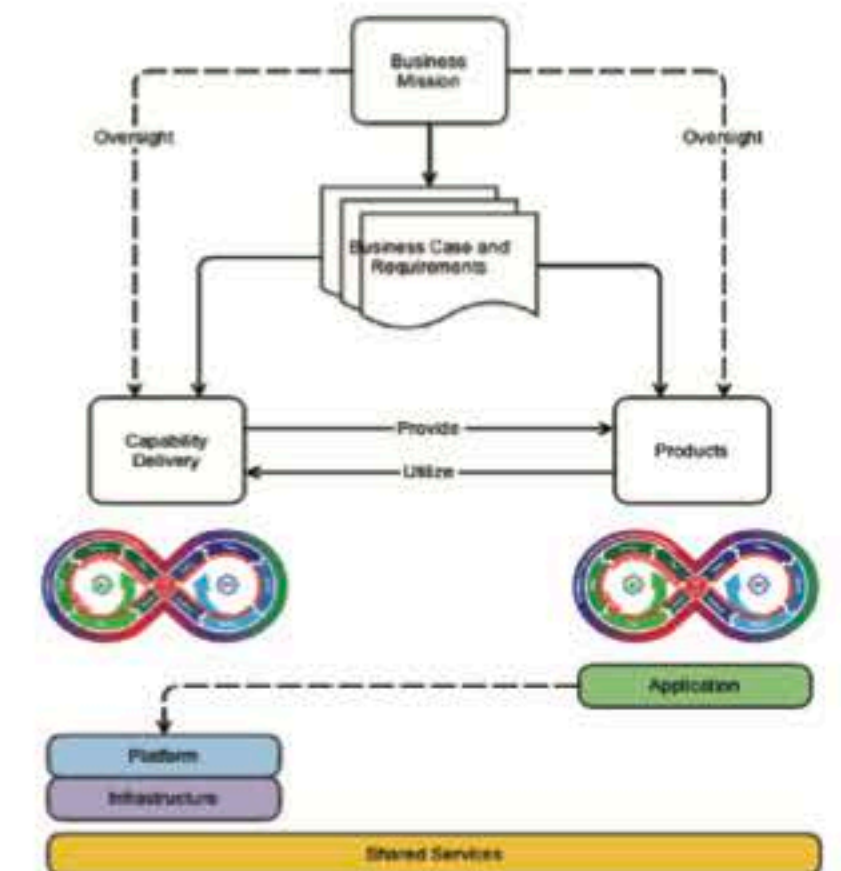 Business
Mission
Oversight
Oversight
Business Case and
Requirements
Capability
Delivery
Provide
Utilize
Products
Application
Platform
Infrastructure
Shared Services